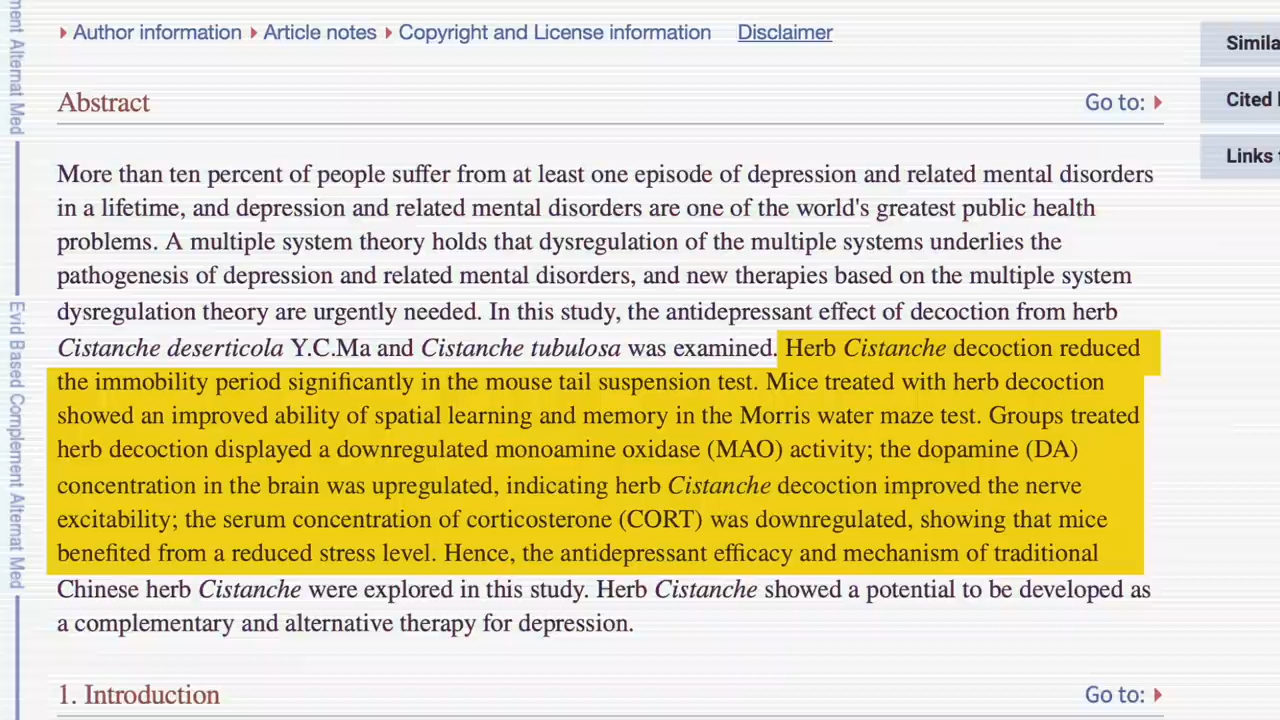 Author information Article notes Copyright and License information Disclaimer
Abstract
Go to:
More than ten percent of people suffer from at least one episode of depression and related mental disorders
in a lifetime, and depression and related mental disorders are one of the world's greatest public health
problems. A multiple system theory holds that dysregulation of the multiple systems underlies the
pathogenesis of depression and related mental disorders, and new therapies based on the multiple system
dysregulation theory are urgently needed. In this study, the antidepressant effect of decoction from herb
Cistanche deserticola Y.C.Ma and Cistanche tubulosa was examined. Herb Cistanche decoction reduced
the immobility period significantly in the mouse tail suspension test. Mice treated with herb decoction
showed an improved ability of spatial learning and memory in the Morris water maze test. Groups treated
herb decoction displayed a downregulated monoamine oxidase (MAO) activity; the dopamine (DA)
concentration in the brain was upregulated, indicating herb Cistanche decoction improved the nerve
excitability; the serum concentration of corticosterone (CORT) was downregulated, showing that mice
benefited from a reduced stress level. Hence, the antidepressant efficacy and mechanism of traditional
Chinese herb Cistanche were explored in this study. Herb Cistanche showed a potential to be developed as
a complementary and alternative therapy for depression.
1. Introduction
Go to:
Alternat Med
Evid Based Complement Alternat Med
Cited
Links